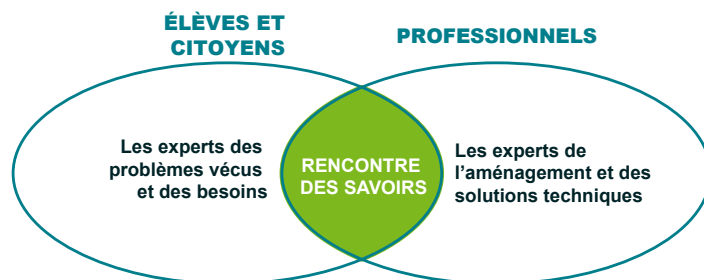 ÉLÈVES ET
CITOYENS
PROFESSIONNELS
Les experts des
problèmes vécus
et des besoins
RENCONTRE
DES SAVOIRS
Les experts de
l’aménagement et des
solutions techniques